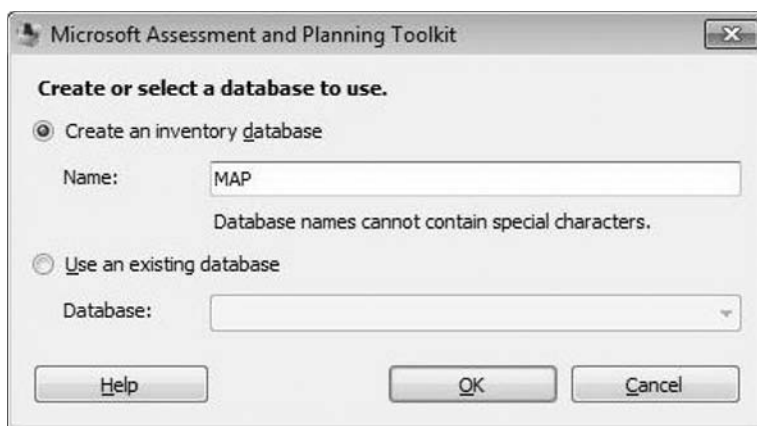 Microsoft Assessment and Planning Toolkit
Create or select a database to use.
Create an inventory database
Name: MAP
Database names cannot contain special characters.
Use an existing database
Database:
Help OK Cancel